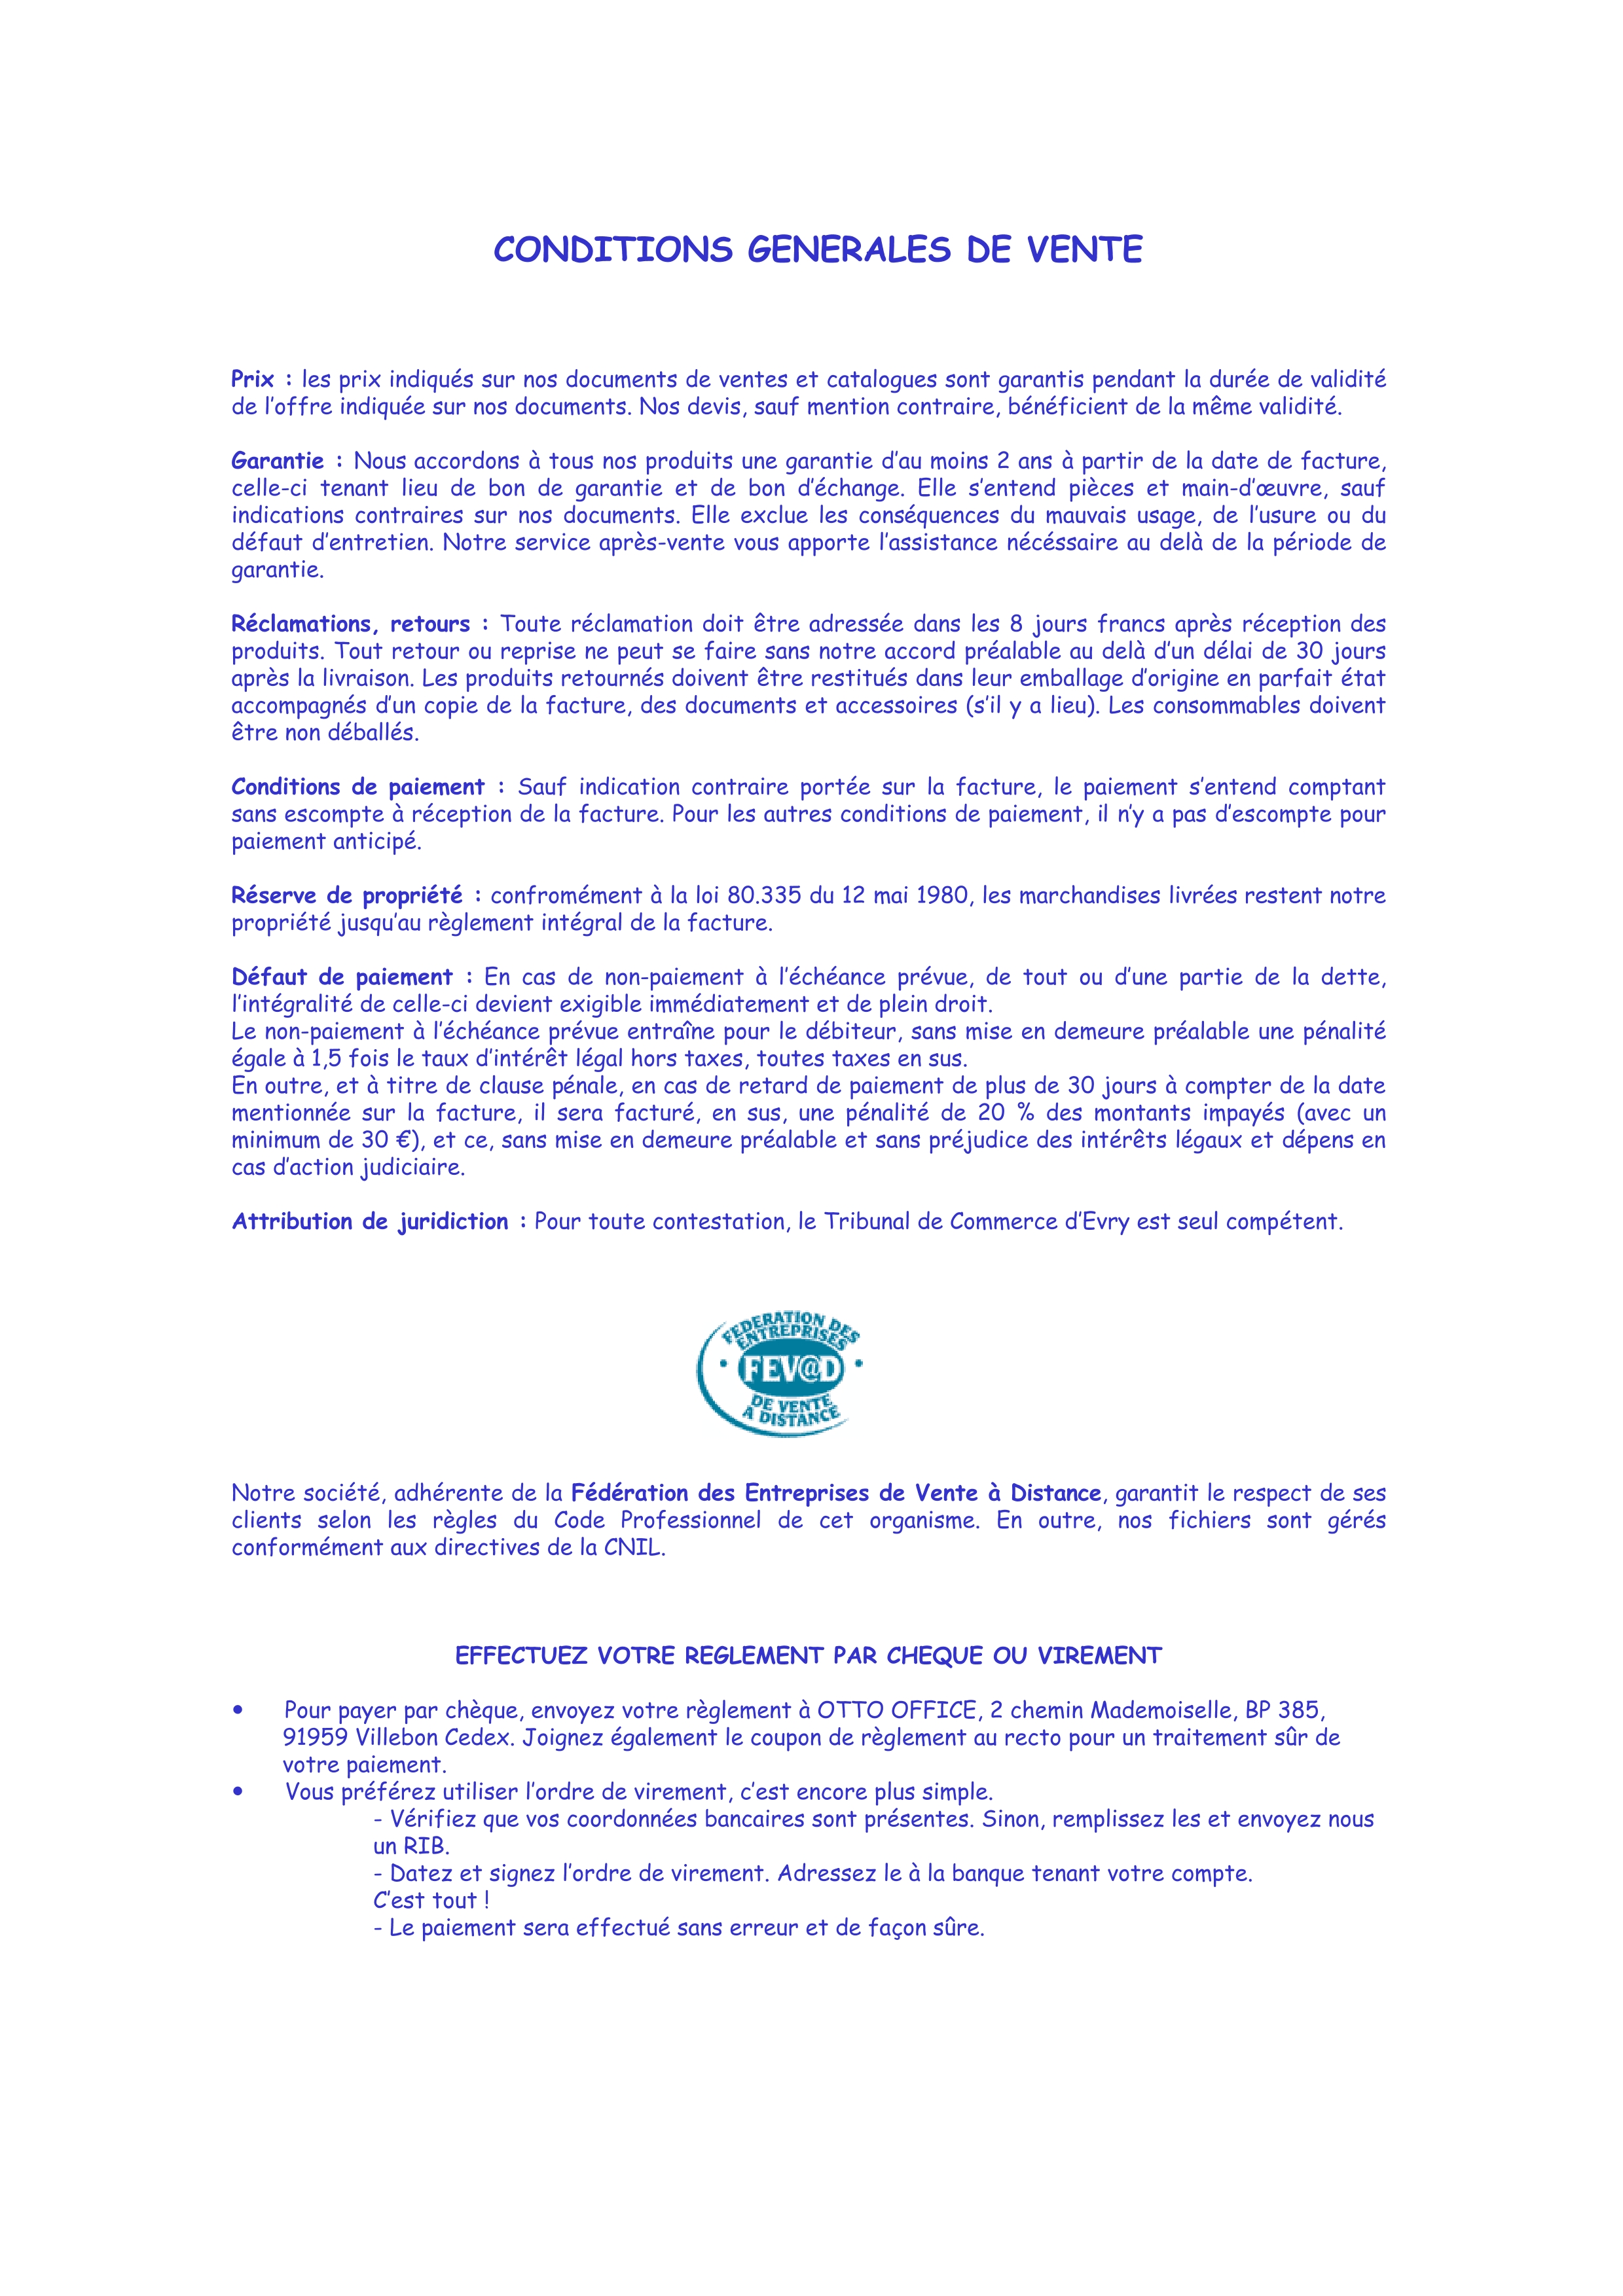 CONDITIONS GENERALES DE VENTE
Prix : les prix indiqués sur nos documents de ventes et catalogues sont garantis pendant la durée de validité
de l’offre indiquée sur nos documents. Nos devis, sauf mention contraire, bénéficient de la même validité.
Garantie : Nous accordons à tous nos produits une garantie d’au moins 2 ans à partir de la date de facture,
celle-ci tenant lieu de bon de garantie et de bon d’échange. Elle s’entend pièces et main-d’œuvre, sauf
indications contraires sur nos documents. Elle exclue les conséquences du mauvais usage, de l’usure ou du
défaut d’entretien. Notre service après-vente vous apporte l’assistance nécéssaire au delà de la période de
garantie.
Réclamations, retours : Toute réclamation doit être adressée dans les 8 jours francs après réception des
produits. Tout retour ou reprise ne peut se faire sans notre accord préalable au delà d’un délai de 30 jours
après la livraison. Les produits retournés doivent être restitués dans leur emballage d’origine en parfait état
accompagnés d’un copie de la facture, des documents et accessoires (s’il y a lieu). Les consommables doivent
être non déballés.
Conditions de paiement : Sauf indication contraire portée sur la facture, le paiement s’entend comptant
sans escompte à réception de la facture. Pour les autres conditions de paiement, il n’y a pas d’escompte pour
paiement anticipé.
Réserve de propriété : confromément à la loi 80.335 du 12 mai 1980, les marchandises livrées restent notre
propriété jusqu’au règlement intégral de la facture.
Défaut de paiement : En cas de non-paiement à l’échéance prévue, de tout ou d’une partie de la dette,
l’intégralité de celle-ci devient exigible immédiatement et de plein droit.
Le non-paiement à l’échéance prévue entraîne pour le débiteur, sans mise en demeure préalable une pénalité
égale à 1,5 fois le taux d’intérêt légal hors taxes, toutes taxes en sus.
En outre, et à titre de clause pénale, en cas de retard de paiement de plus de 30 jours à compter de la date
mentionnée sur la facture, il sera facturé, en sus, une pénalité de 20 % des montants impayés (avec un
minimum de 30 €), et ce, sans mise en demeure préalable et sans préjudice des intérêts légaux et dépens en
cas d’action judiciaire.
Attribution de juridiction : Pour toute contestation, le Tribunal de Commerce d’Evry est seul compétent.
FEDERATION DES
ENTREPRISES
• FEV@D •
DE VENTE
A DISTANCE
Notre société, adhérente de la Fédération des Entreprises de Vente à Distance, garantit le respect de ses
clients selon les règles du Code Professionnel de cet organisme. En outre, nos fichiers sont gérés
conformément aux directives de la CNIL.
EFFECTUEZ VOTRE REGLEMENT PAR CHEQUE OU VIREMENT
• Pour payer par chèque, envoyez votre règlement à OTTO OFFICE, 2 chemin Mademoiselle, BP 385,
91959 Villebon Cedex. Joignez également le coupon de règlement au recto pour un traitement sûr de
votre paiement.
• Vous préférez utiliser l’ordre de virement, c’est encore plus simple.
- Vérifiez que vos coordonnées bancaires sont présentes. Sinon, remplissez les et envoyez nous
un RIB.
- Datez et signez l’ordre de virement. Adressez le à la banque tenant votre compte.
C’est tout !
- Le paiement sera effectué sans erreur et de façon sûre.